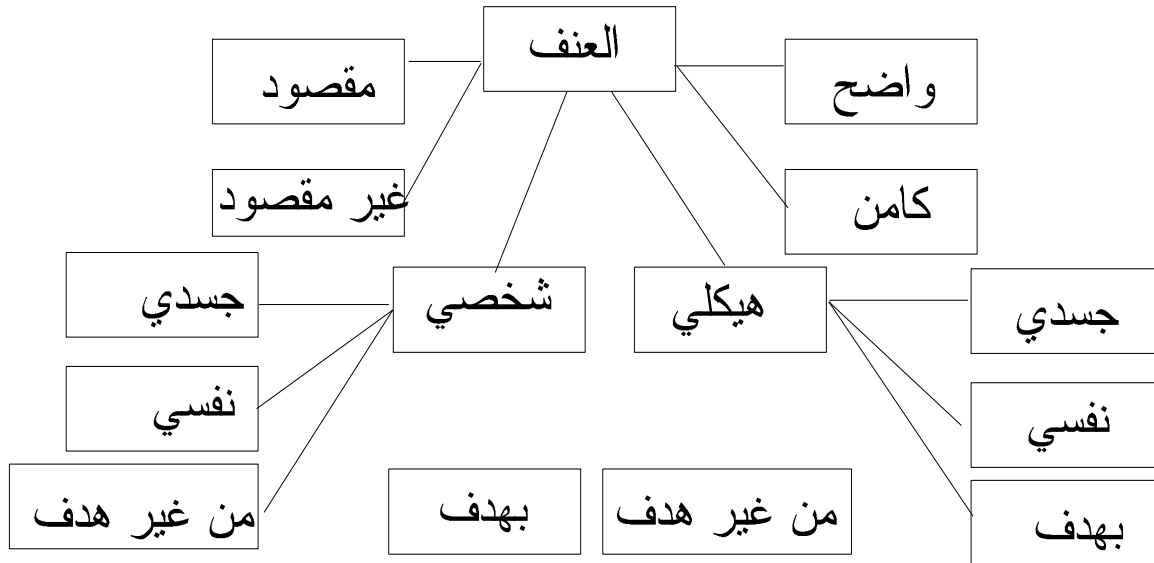 العنف
واضح
مقصود
كامن
غير مقصود
هيكلي
شخصي
جسدي
جسدي
نفسي
نفسي
بهدف
من غير هدف
بهدف
من غير هدف